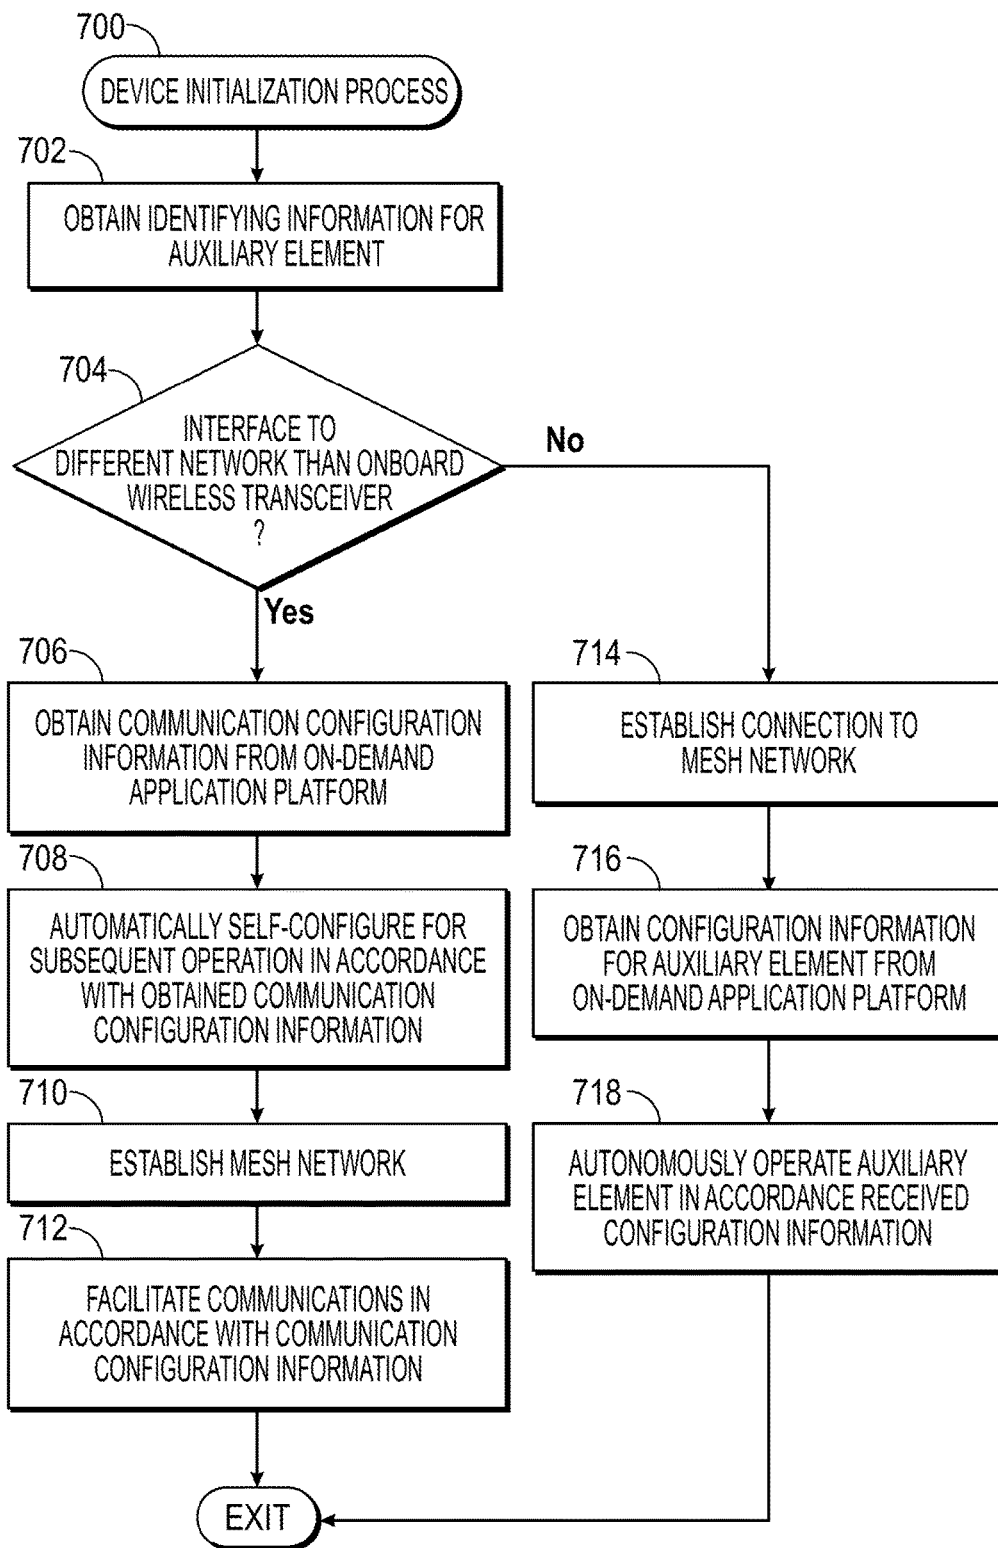 700
DEVICE INITIALIZATION PROCESS
702
OBTAIN IDENTIFYING INFORMATION FOR
AUXILIARY ELEMENT
704
INTERFACE TO
DIFFERENT NETWORK THAN ONBOARD
WIRELESS TRANSCEIVER
?
No
Yes
706
OBTAIN COMMUNICATION CONFIGURATION
INFORMATION FROM ON-DEMAND
APPLICATION PLATFORM
708
AUTOMATICALLY SELF-CONFIGURE FOR
SUBSEQUENT OPERATION IN ACCORDANCE
WITH OBTAINED COMMUNICATION
CONFIGURATION INFORMATION
710
ESTABLISH MESH NETWORK
712
FACILITATE COMMUNICATIONS IN
ACCORDANCE WITH COMMUNICATION
CONFIGURATION INFORMATION
714
ESTABLISH CONNECTION TO
MESH NETWORK
716
OBTAIN CONFIGURATION INFORMATION
FOR AUXILIARY ELEMENT FROM
ON-DEMAND APPLICATION PLATFORM
718
AUTONOMOUSLY OPERATE AUXILIARY
ELEMENT IN ACCORDANCE RECEIVED
CONFIGURATION INFORMATION
EXIT